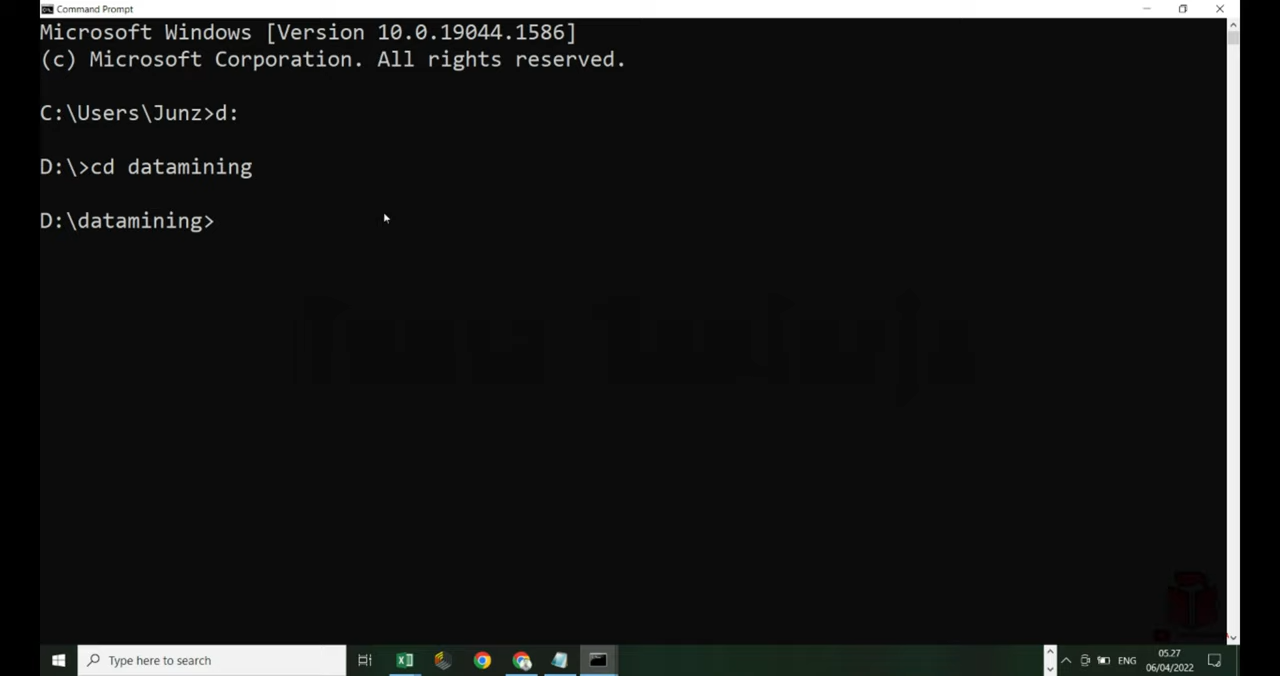 Command Prompt
Microsoft Windows [Version 10.0.19044.1586]
(c) Microsoft Corporation. All rights reserved.
C:\Users\Junz>d:
D:\>cd datamining
D:\datamining>
Type here to search
ENG
05.27
06/04/2022